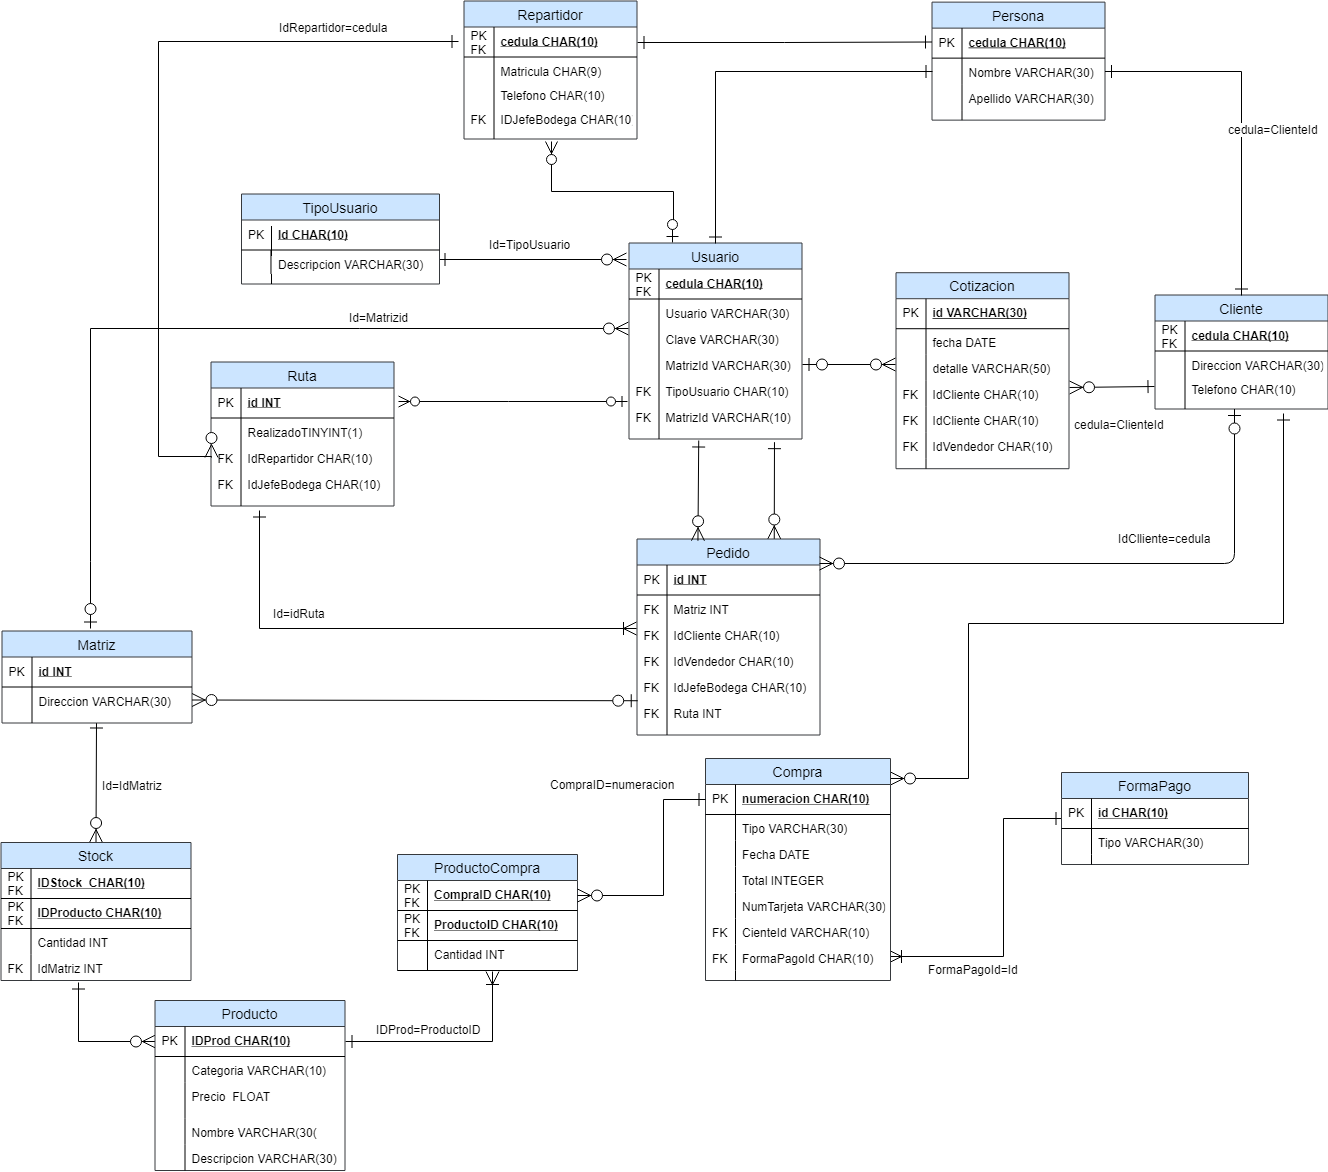 Repartidor
PK
FK
cedula CHAR(10)
Matricula CHAR(9)
Telefono CHAR(10)
FK IDJefeBodega CHAR(10
IdRepartidor=cedula
Persona
PK cedula CHAR(10)
Nombre VARCHAR(30)
Apellido VARCHAR(30)
cedula=ClienteId
TipoUsuario
PK Id CHAR(10)
Descripcion VARCHAR(30)
Id=TipoUsuario
Usuario
PK
FK
cedula CHAR(10)
Usuario VARCHAR(30)
Clave VARCHAR(30)
MatrizId VARCHAR(30)
FK TipoUsuario CHAR(10)
FK MatrizId VARCHAR(10)
Cotizacion
PK id VARCHAR(30)
fecha DATE
detalle VARCHAR(50)
FK IdCliente CHAR(10)
FK IdCliente CHAR(10)
FK IdVendedor CHAR(10)
Cliente
PK
FK
cedula CHAR(10)
Direccion VARCHAR(30)
Telefono CHAR(10)
cedula=ClienteId
Id=Matrizid
Ruta
PK id INT
RealizadoTINYINT(1)
FK IdRepartidor CHAR(10)
FK IdJefeBodega CHAR(10)
IdClliente=cedula
Id=idRuta
Pedido
PK id INT
FK Matriz INT
FK IdCliente CHAR(10)
FK IdVendedor CHAR(10)
FK IdJefeBodega CHAR(10)
FK Ruta INT
Matriz
PK id INT
Direccion VARCHAR(30)
Id=IdMatriz
CompraID=numeracion
Compra
PK numeracion CHAR(10)
Tipo VARCHAR(30)
Fecha DATE
Total INTEGER
NumTarjeta VARCHAR(30)
FK CienteId VARCHAR(10)
FK FormaPagoId CHAR(10)
FormaPago
PK id CHAR(10)
Tipo VARCHAR(30)
FormaPagoId=Id
Stock
PK
FK
IDStock CHAR(10)
PK
FK
IDProducto CHAR(10)
Cantidad INT
FK IdMatriz INT
ProductoCompra
PK
FK
CompraID CHAR(10)
PK
FK
ProductoID CHAR(10)
Cantidad INT
IDProd=ProductoID
Producto
PK IDProd CHAR(10)
Categoria VARCHAR(10)
Precio FLOAT
Nombre VARCHAR(30(
Descripcion VARCHAR(30)